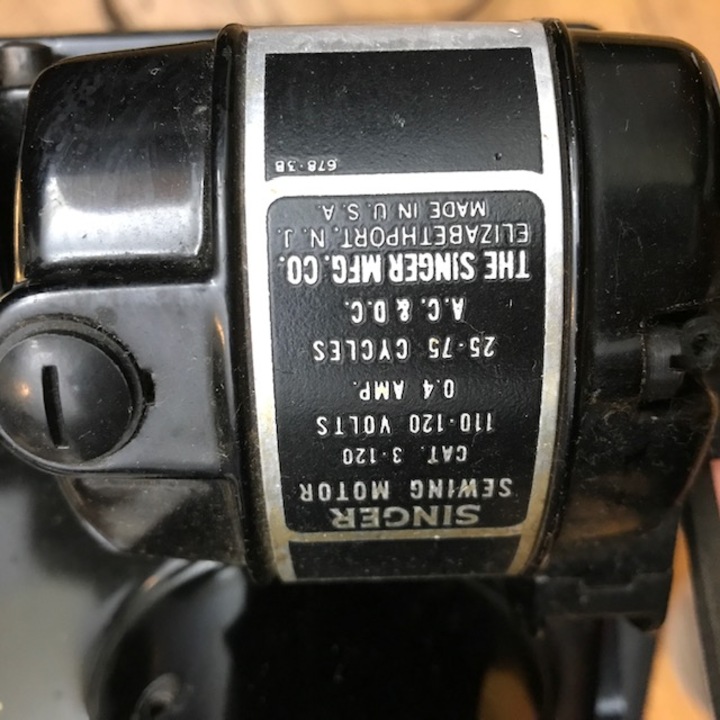 SINGER
SEWING MOTOR
CAT. 3-120
110-120 VOLTS
0.4 AMP.
25-75 CYCLES
A.C. & D.C.
THE SINGER MFG. CO.
ELIZABETHPORT, N. J.
MADE IN U. S. A.
678-3B